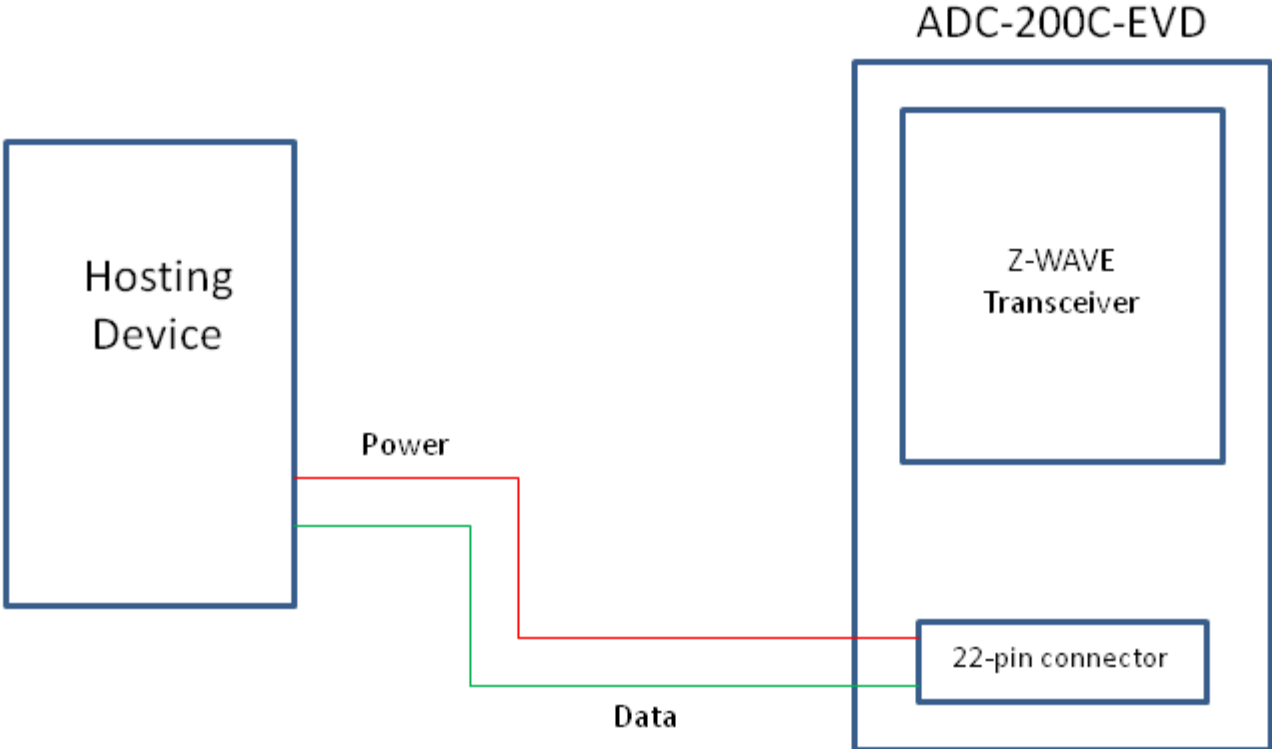 ADC-200C-EVD
Hosting
Device
Z-WAVE
Transceiver
Power
22-pin connector
Data